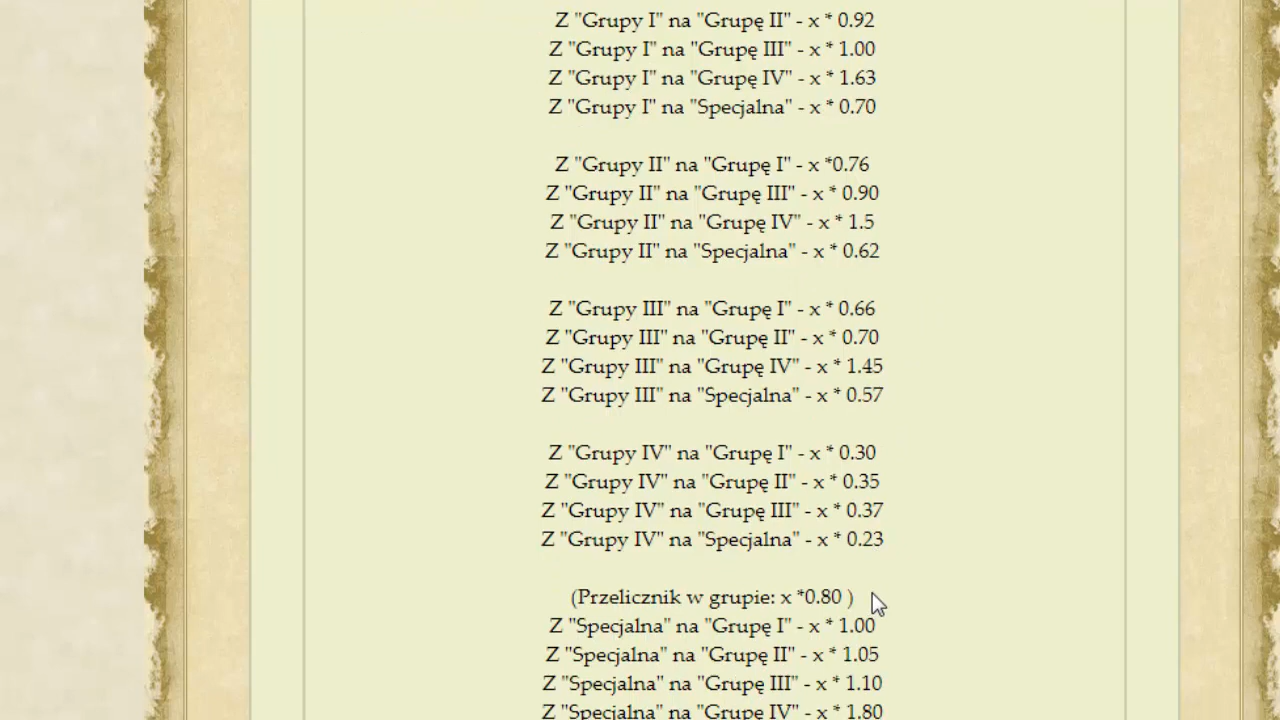 Z "Grupy I" na "Grupę II" - x * 0.92
Z "Grupy I" na "Grupę III" - x * 1.00
Z "Grupy I" na "Grupę IV" - x * 1.63
Z "Grupy I" na "Specjalna" - x * 0.70
Z "Grupy II" na "Grupę I" - x *0.76
Z "Grupy II" na "Grupę III" - x * 0.90
Z "Grupy II" na "Grupę IV" - x * 1.5
Z "Grupy II" na "Specjalna" - x * 0.62
Z "Grupy III" na "Grupę I" - x * 0.66
Z "Grupy III" na "Grupę II" - x * 0.70
Z "Grupy III" na "Grupę IV" - x * 1.45
Z "Grupy III" na "Specjalna" - x * 0.57
Z "Grupy IV" na "Grupę I" - x * 0.30
Z "Grupy IV" na "Grupę II" - x * 0.35
Z "Grupy IV" na "Grupę III" - x * 0.37
Z "Grupy IV" na "Specjalna" - x * 0.23
(Przelicznik w grupie: x *0.80 )
Z "Specjalna" na "Grupę I" - x * 1.00
Z "Specjalna" na "Grupę II" - x * 1.05
Z "Specjalna" na "Grupę III" - x * 1.10
Z "Specjalna" na "Grupę IV" - x * 1.80